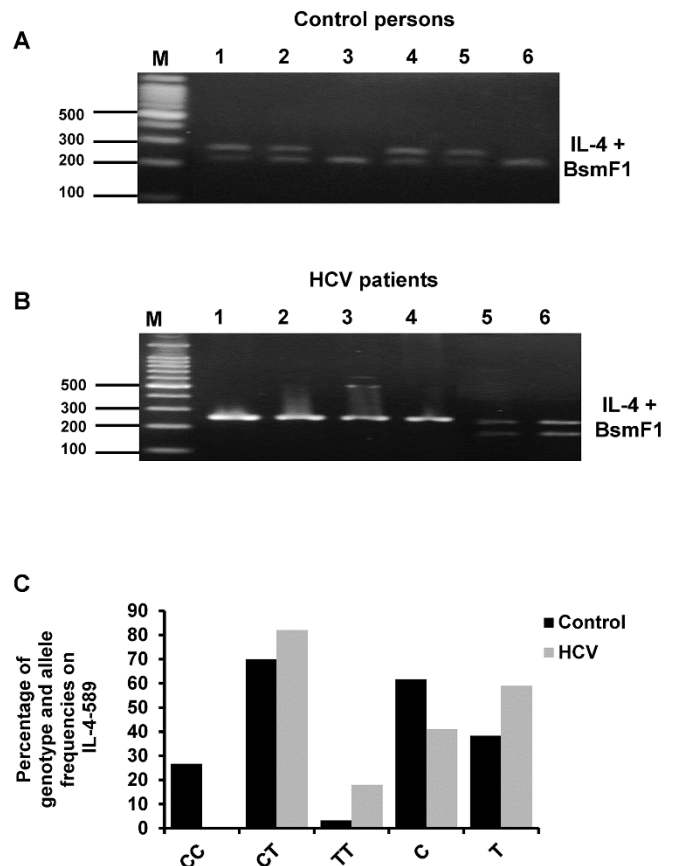 Control persons
A
M 1 2 3 4 5 6
500
300
200
100
IL-4 +
BsmF1
HCV patients
B
M 1 2 3 4 5 6
500
300
200
100
IL-4 +
BsmF1
C
Percentage of
genotype and allele
frequencies on
IL-4-589
90
80
70
60
50
40
30
20
10
0
Control
HCV
CC CT TT C T